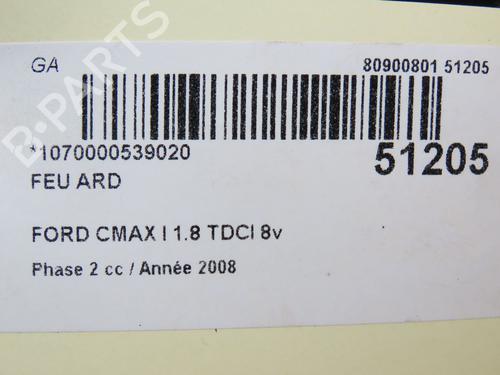 GA
80900801 51205
*1070000539020
51205
FEU ARD
FORD CMAX I 1.8 TDCI 8v
Phase 2 cc / Année 2008
B-PARTS